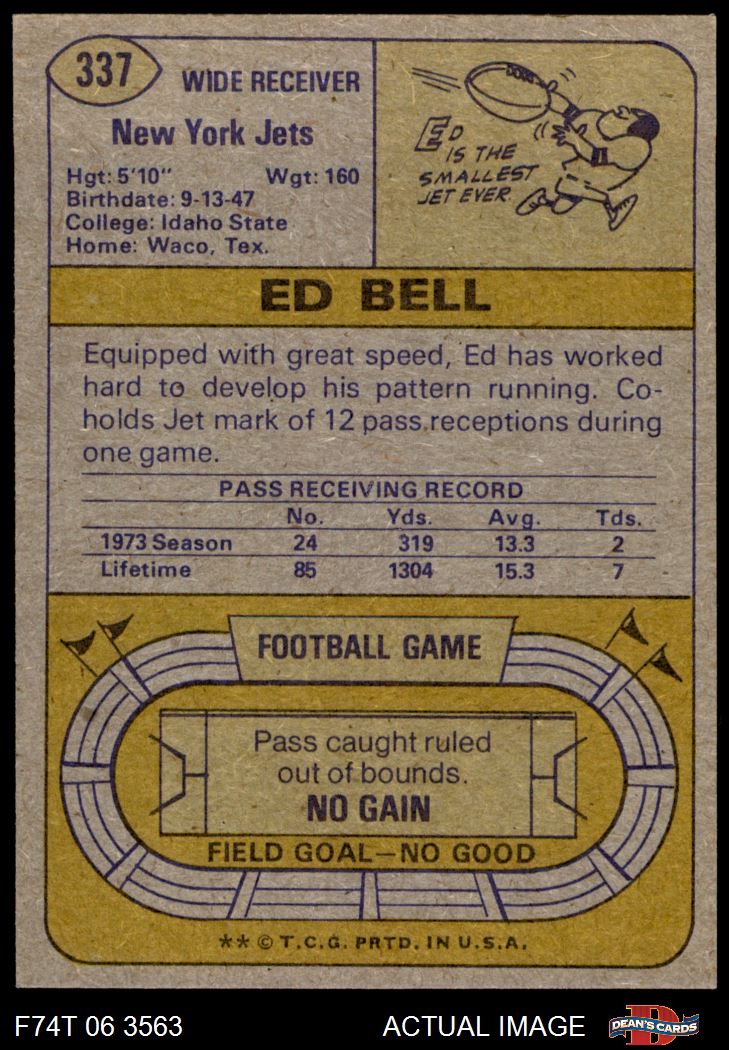 337
WIDE RECEIVER
New York Jets
Hgt: 5'10" Wgt: 160
Birthdate: 9-13-47
College: Idaho State
Home: Waco, Tex.
ED
IS THE
SMALLEST
JET EVER.
ED BELL
Equipped with great speed, Ed has worked
hard to develop his pattern running. Co-
holds Jet mark of 12 pass receptions during
one game.
PASS RECEIVING RECORD
No. Yds. Avg. Tds.
1973 Season 24 319 13.3 2
Lifetime 85 1304 15.3 7
FOOTBALL GAME
Pass caught ruled
out of bounds.
NO GAIN
FIELD GOAL—NO GOOD
** © T.C.G. PRTD. IN U.S.A.
F74T 06 3563 ACTUAL IMAGE DEAN'S CARDS